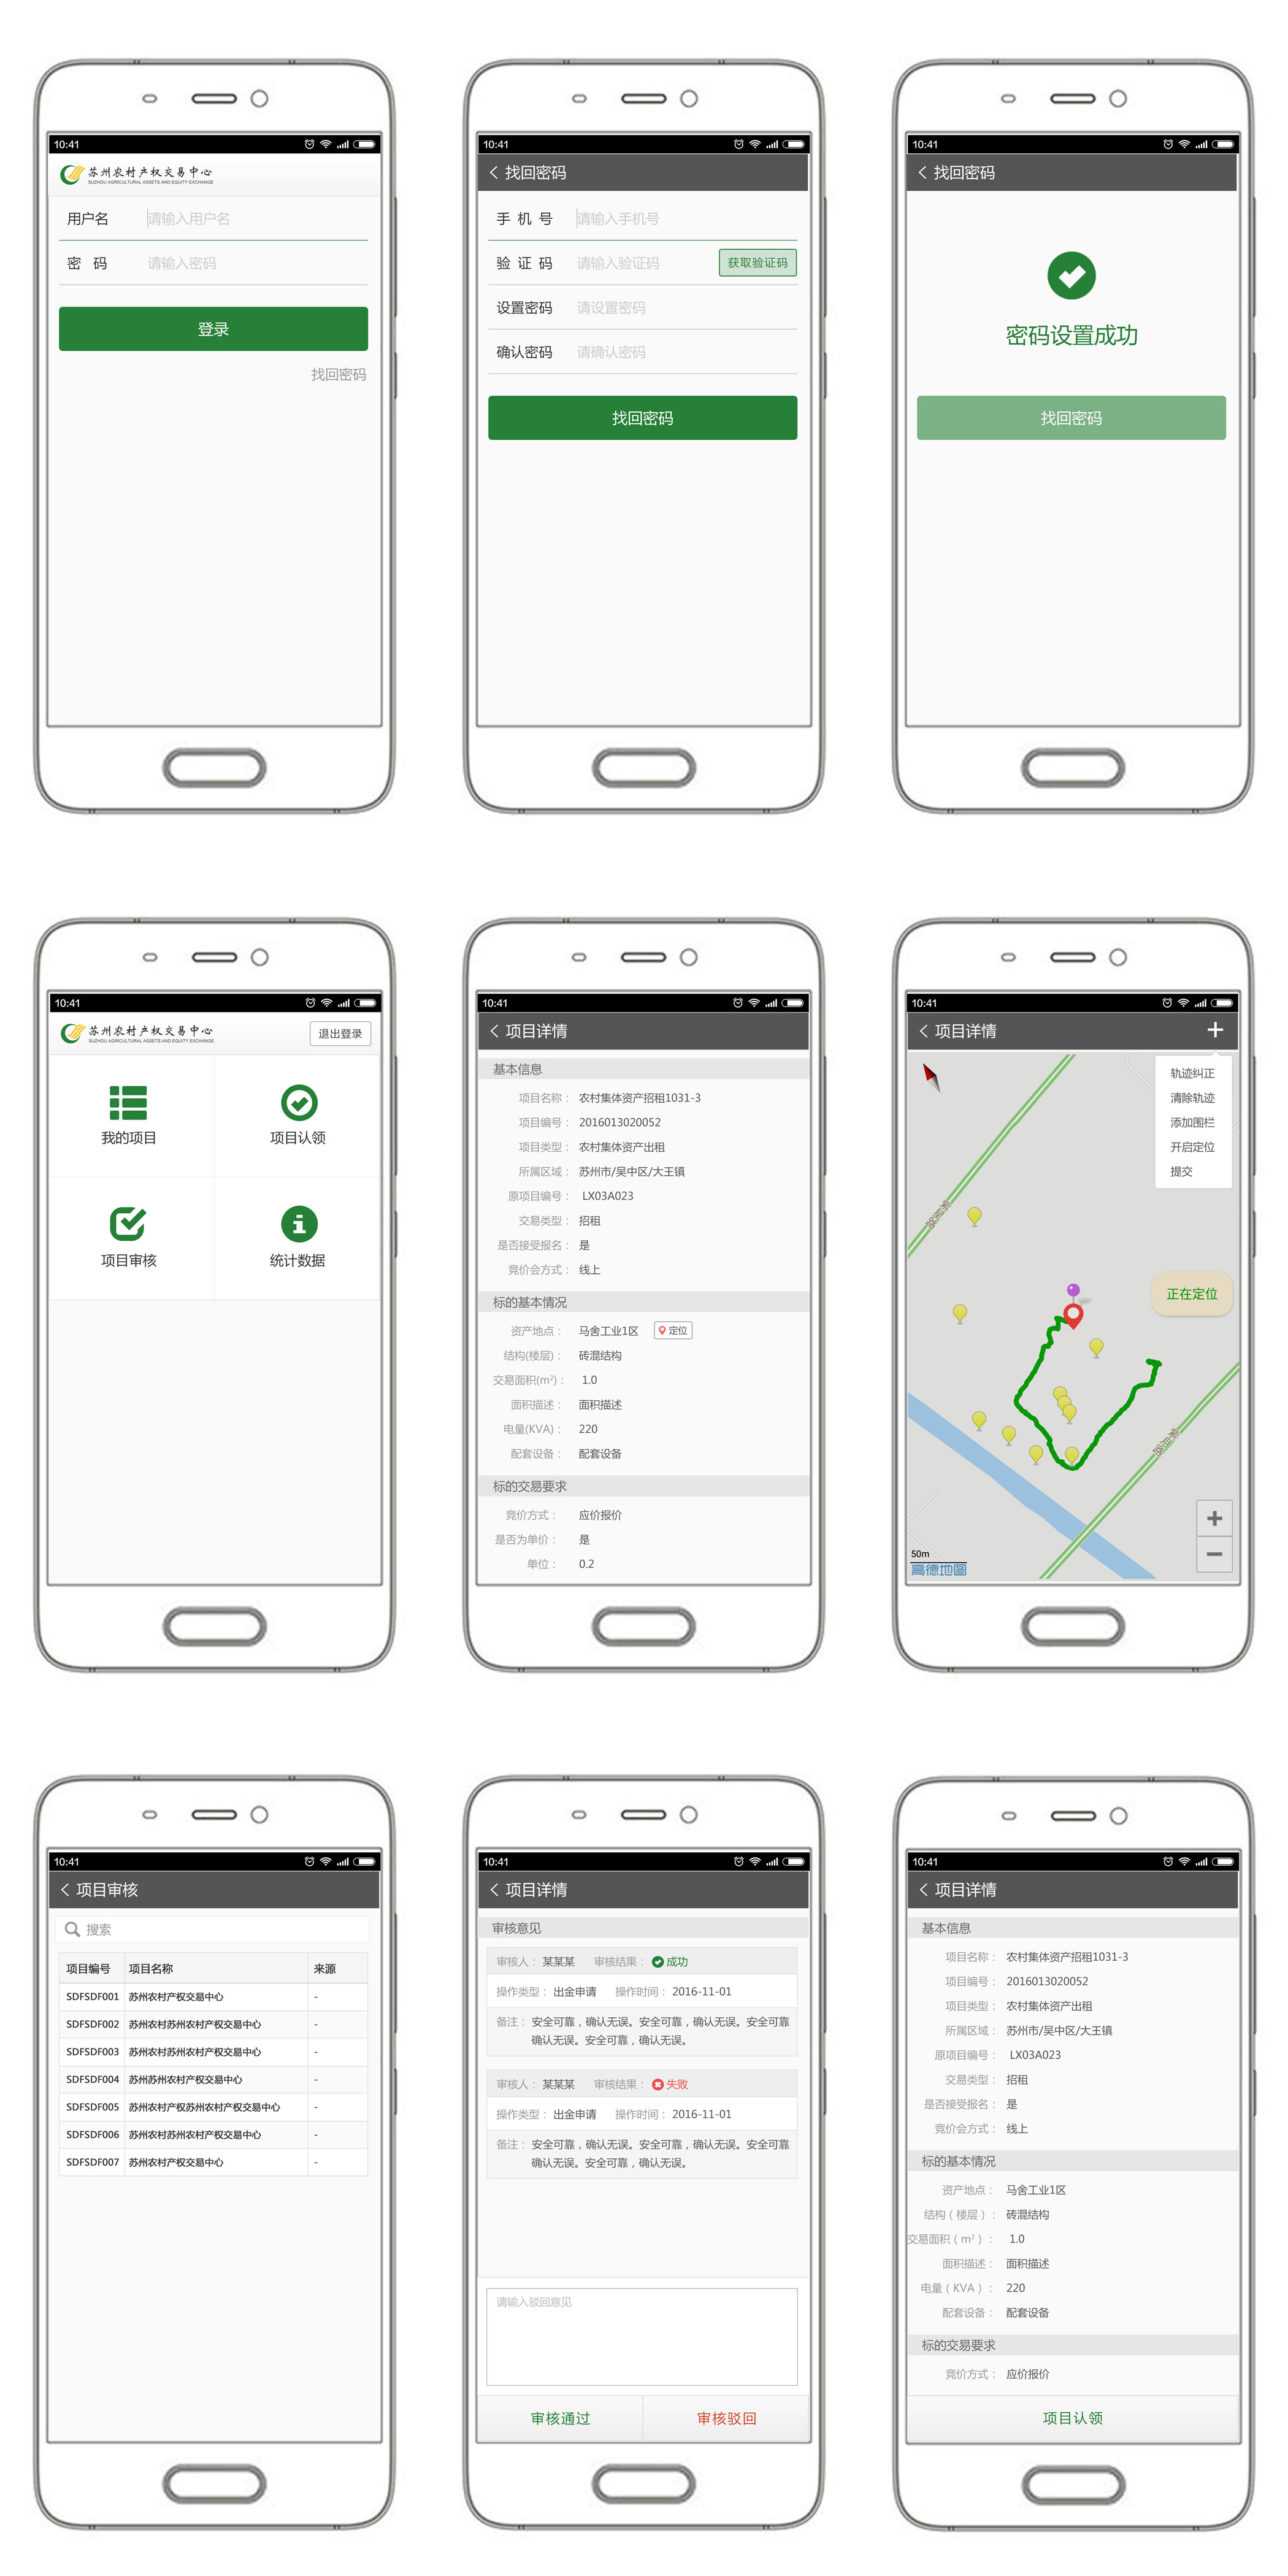 10:41
苏州农村产权交易中心
SUZHOU AGRICULTURAL ASSETS AND EQUITY EXCHANGE
用户名 请输入用户名
密 码 请输入密码
登录
找回密码
10:41
找回密码
手 机 号 请输入手机号
验 证 码 请输入验证码 获取验证码
设置密码 请设置密码
确认密码 请确认密码
找回密码
10:41
找回密码
密码设置成功
找回密码
10:41
苏州农村产权交易中心 退出登录
SUZHOU AGRICULTURAL ASSETS AND EQUITY EXCHANGE
我的项目 项目认领
项目审核 统计数据
10:41
项目详情
基本信息
项目名称： 农村集体资产招租1031-3
项目编号： 2016013020052
项目类型： 农村集体资产出租
所属区域： 苏州市/吴中区/大王镇
原项目编号： LX03A023
交易类型： 招租
是否接受报名： 是
竞价会方式： 线上
标的基本情况
资产地点： 马舍工业1区 定位
结构(楼层)： 砖混结构
交易面积(m²)： 1.0
面积描述： 面积描述
电量(KVA)： 220
配套设备： 配套设备
标的交易要求
竞价方式： 应价报价
是否为单价： 是
单位： 0.2
10:41
项目详情
轨迹纠正
清除轨迹
添加围栏
开启定位
提交
正在定位
50m
高德地图
10:41
项目审核
搜索
项目编号 项目名称 来源
SDFSDF001 苏州农村产权交易中心 -
SDFSDF002 苏州农村苏州农村产权交易中心 -
SDFSDF003 苏州农村苏州农村产权交易中心 -
SDFSDF004 苏州苏州农村产权交易中心 -
SDFSDF005 苏州农村产权苏州农村产权交易中心 -
SDFSDF006 苏州农村苏州农村产权交易中心 -
SDFSDF007 苏州农村产权交易中心 -
10:41
项目详情
审核意见
审核人： 某某某 审核结果： 成功
操作类型： 出金申请 操作时间： 2016-11-01
备注： 安全可靠，确认无误。安全可靠，确认无误。安全可靠
确认无误。安全可靠，确认无误。
审核人： 某某某 审核结果： 失败
操作类型： 出金申请 操作时间： 2016-11-01
备注： 安全可靠，确认无误。安全可靠，确认无误。安全可靠
确认无误。安全可靠，确认无误。
请输入驳回意见
审核通过 审核驳回
10:41
项目详情
基本信息
项目名称： 农村集体资产招租1031-3
项目编号： 2016013020052
项目类型： 农村集体资产出租
所属区域： 苏州市/吴中区/大王镇
原项目编号： LX03A023
交易类型： 招租
是否接受报名： 是
竞价会方式： 线上
标的基本情况
资产地点： 马舍工业1区
结构（楼层）： 砖混结构
交易面积（m²）： 1.0
面积描述： 面积描述
电量（KVA）： 220
配套设备： 配套设备
标的交易要求
竞价方式： 应价报价
项目认领